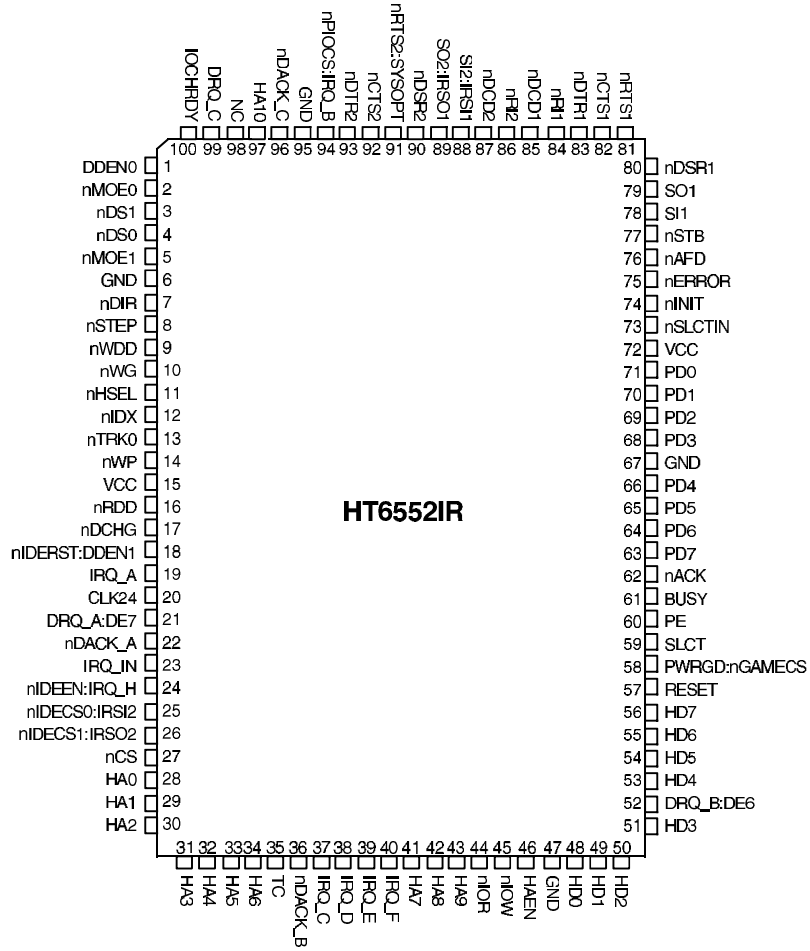 IOCHRDY
DRQ_C
NC
HA10
nDACK_C
GND
nPIOCS:IRQ_B
nDTR2
nCTS2
nRTS2:SYSOPT
nDSR2
SO2:IRSO1
SI2:IRSI1
nDCD2
nRI2
nDCD1
nRI1
nDTR1
nCTS1
nRTS1
100 99 98 97 96 95 94 93 92 91 90 89 88 87 86 85 84 83 82 81
DDEN0 1
nMOE0 2
nDS1 3
nDS0 4
nMOE1 5
GND 6
nDIR 7
nSTEP 8
nWDD 9
nWG 10
nHSEL 11
nIDX 12
nTRK0 13
nWP 14
VCC 15
nRDD 16
nDCHG 17
nIDERST:DDEN1 18
IRQ_A 19
CLK24 20
DRQ_A:DE7 21
nDACK_A 22
IRQ_IN 23
nIDEEN:IRQ_H 24
nIDECS0:IRSI2 25
nIDECS1:IRSO2 26
nCS 27
HA0 28
HA1 29
HA2 30
HT6552IR
80 nDSR1
79 SO1
78 SI1
77 nSTB
76 nAFD
75 nERROR
74 nINIT
73 nSLCTIN
72 VCC
71 PD0
70 PD1
69 PD2
68 PD3
67 GND
66 PD4
65 PD5
64 PD6
63 PD7
62 nACK
61 BUSY
60 PE
59 SLCT
58 PWRGD:nGAMECS
57 RESET
56 HD7
55 HD6
54 HD5
53 HD4
52 DRQ_B:DE6
51 HD3
31 32 33 34 35 36 37 38 39 40 41 42 43 44 45 46 47 48 49 50
HA3
HA4
HA5
HA6
TC
nDACK_B
IRQ_C
IRQ_D
IRQ_E
IRQ_F
HA7
HA8
HA9
nIOR
nIOW
HAEN
GND
HD0
HD1
HD2